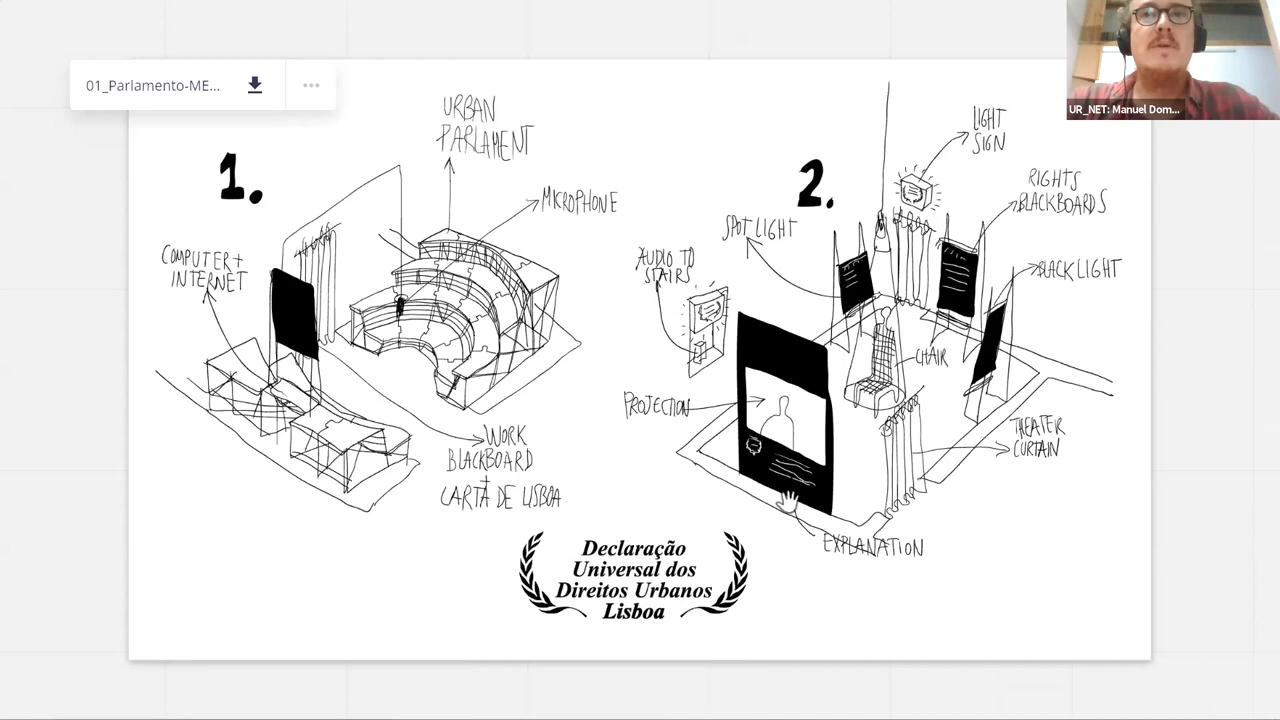 01_Parlamento-ME...
UR_NET: Manuel Dom...
1.
URBAN
PARLAMENT
MICROPHONE
COMPUTER+
INTERNET
WORK
BLACKBOARD
+
CARTA DE LISBOA
2.
LIGHT
SIGN
RIGHTS
BLACKBOARDS
SPOT LIGHT
AUDIO TO
STAIRS
BLACK LIGHT
CHAIR
PROJECTION
THEATER
CURTAIN
EXPLANATION
Declaração
Universal dos
Direitos Urbanos
Lisboa